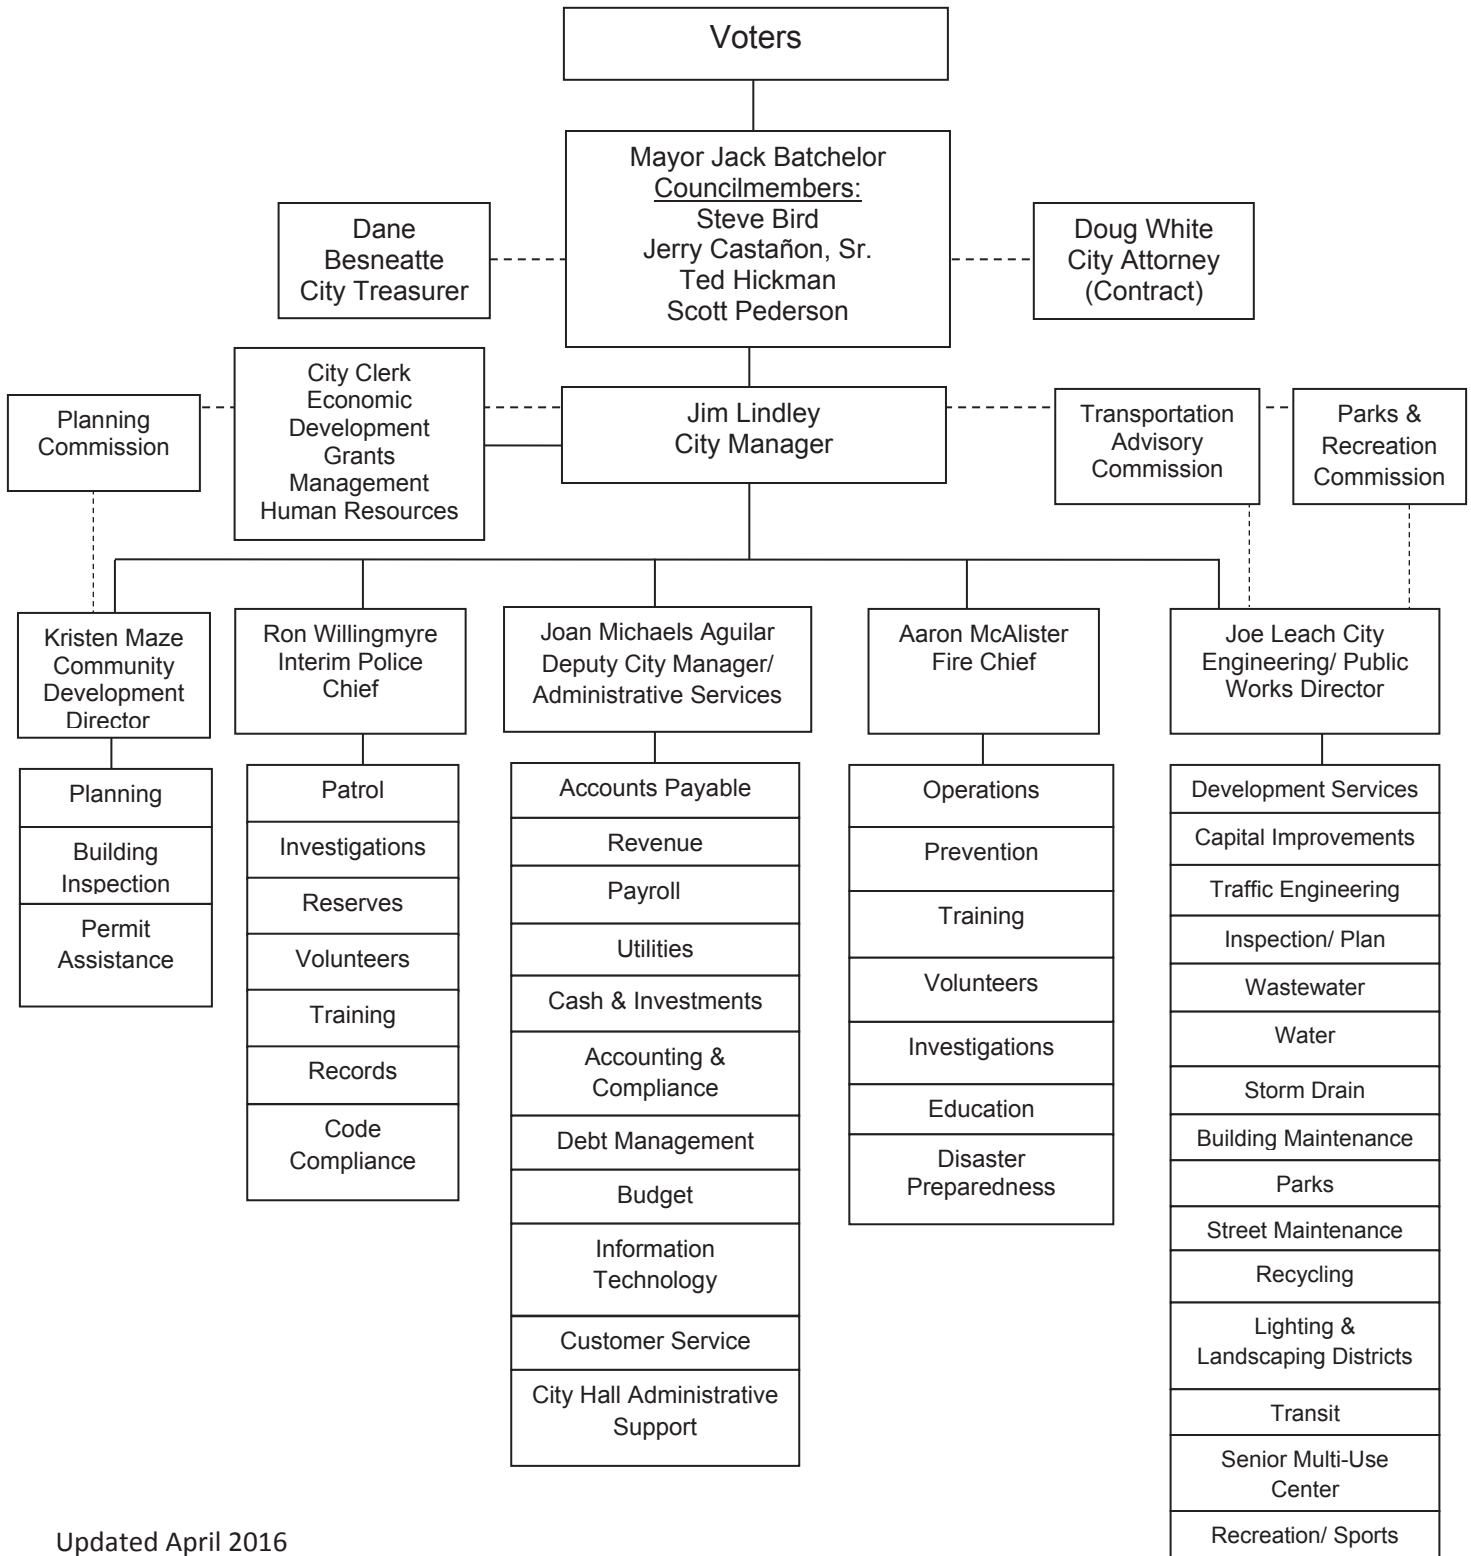 Voters
Mayor Jack Batchelor
Councilmembers:
Steve Bird
Jerry Castañon, Sr.
Ted Hickman
Scott Pederson
Dane
Besneatte
City Treasurer
Doug White
City Attorney
(Contract)
Planning
Commission
City Clerk
Economic
Development
Grants
Management
Human Resources
Jim Lindley
City Manager
Transportation
Advisory
Commission
Parks &
Recreation
Commission
Kristen Maze
Community
Development
Director
Ron Willingmyre
Interim Police
Chief
Joan Michaels Aguilar
Deputy City Manager/
Administrative Services
Aaron McAlister
Fire Chief
Joe Leach City
Engineering/ Public
Works Director
Planning
Building
Inspection
Permit
Assistance
Patrol
Investigations
Reserves
Volunteers
Training
Records
Code
Compliance
Accounts Payable
Revenue
Payroll
Utilities
Cash & Investments
Accounting &
Compliance
Debt Management
Budget
Information
Technology
Customer Service
City Hall Administrative
Support
Operations
Prevention
Training
Volunteers
Investigations
Education
Disaster
Preparedness
Development Services
Capital Improvements
Traffic Engineering
Inspection/ Plan
Wastewater
Water
Storm Drain
Building Maintenance
Parks
Street Maintenance
Recycling
Lighting &
Landscaping Districts
Transit
Senior Multi-Use
Center
Recreation/ Sports
Updated April 2016